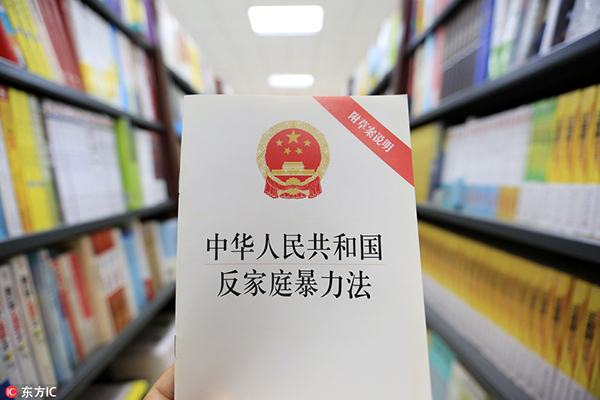 附草案说明
中华人民共和国
反家庭暴力法
东方IC